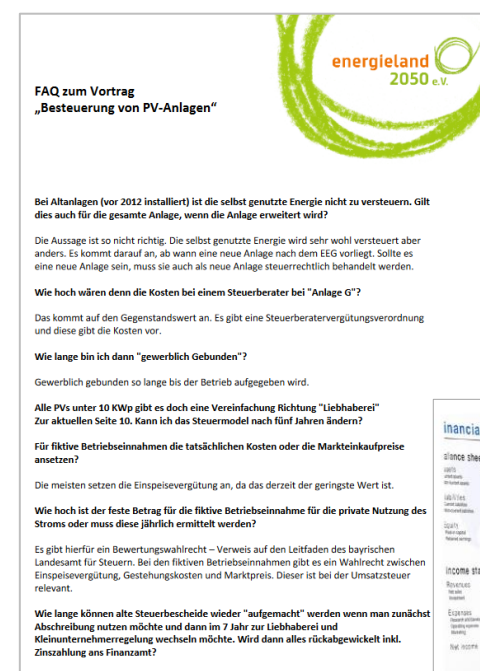 energieland
2050 e.V.
FAQ zum Vortrag
„Besteuerung von PV-Anlagen“
Bei Altanlagen (vor 2012 installiert) ist die selbst genutzte Energie nicht zu versteuern. Gilt
dies auch für die gesamte Anlage, wenn die Anlage erweitert wird?
Die Aussage ist so nicht richtig. Die selbst genutzte Energie wird sehr wohl versteuert aber
anders. Es kommt darauf an, ab wann eine neue Anlage nach dem EEG vorliegt. Sollte es
eine neue Anlage sein, muss sie auch als neue Anlage steuerrechtlich behandelt werden.
Wie hoch wären denn die Kosten bei einem Steuerberater bei "Anlage G"?
Das kommt auf den Gegenstandswert an. Es gibt eine Steuerberatervergütungsverordnung
und diese gibt die Kosten vor.
Wie lange bin ich dann "gewerblich Gebunden"?
Gewerblich gebunden so lange bis der Betrieb aufgegeben wird.
Alle PVs unter 10 KWp gibt es doch eine Vereinfachung Richtung "Liebhaberei"
Zur aktuellen Seite 10. Kann ich das Steuermodel nach fünf Jahren ändern?
Für fiktive Betriebseinnahmen die tatsächlichen Kosten oder die Markteinkaufpreise
ansetzen?
Die meisten setzen die Einspeisevergütung an, da das derzeit der geringste Wert ist.
Wie hoch ist der feste Betrag für die fiktive Betriebseinnahme für die private Nutzung des
Stroms oder muss diese jährlich ermittelt werden?
Es gibt hierfür ein Bewertungswahlrecht – Verweis auf den Leitfaden des bayrischen
Landesamt für Steuern. Bei den fiktiven Betriebseinnahmen gibt es ein Wahlrecht zwischen
Einspeisevergütung, Gestehungskosten und Marktpreis. Dieser ist bei der Umsatzsteuer
relevant.
Wie lange können alte Steuerbescheide wieder "aufgemacht" werden wenn man zunächst
Abschreibung nutzen möchte und dann im 7 Jahr zur Liebhaberei und
Kleinunternehmerregelung wechseln möchte. Wird dann alles rückabgewickelt inkl.
Zinszahlung ans Finanzamt?
inancia
alance shee
income sta
Revenues
Expenses
Net income